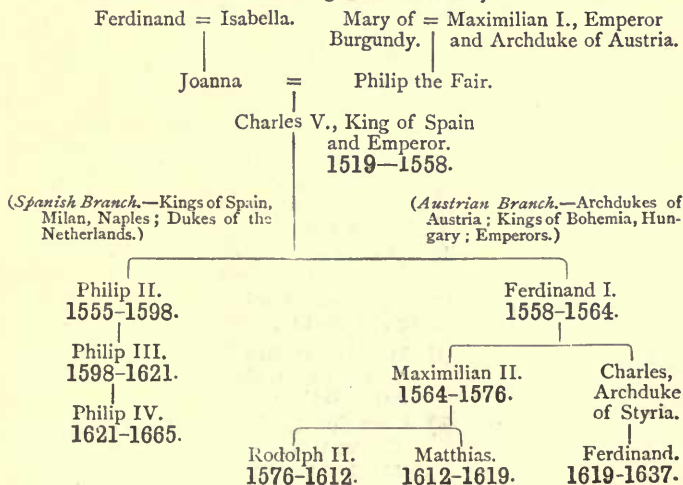 Ferdinand = Isabella. Mary of = Maximilian I., Emperor
Burgundy. and Archduke of Austria.
Joanna = Philip the Fair.
Charles V., King of Spain
and Emperor.
1519—1558.
(Spanish Branch.—Kings of Spain,
Milan, Naples; Dukes of the
Netherlands.)
(Austrian Branch.—Archdukes of
Austria; Kings of Bohemia, Hun-
gary; Emperors.)
Philip II.
1555-1598.
Ferdinand I.
1558-1564.
Philip III.
1598-1621.
Maximilian II.
1564-1576.
Charles,
Archduke
of Styria.
Philip IV.
1621-1665.
Rodolph II.
1576-1612.
Matthias.
1612-1619.
Ferdinand.
1619-1637.